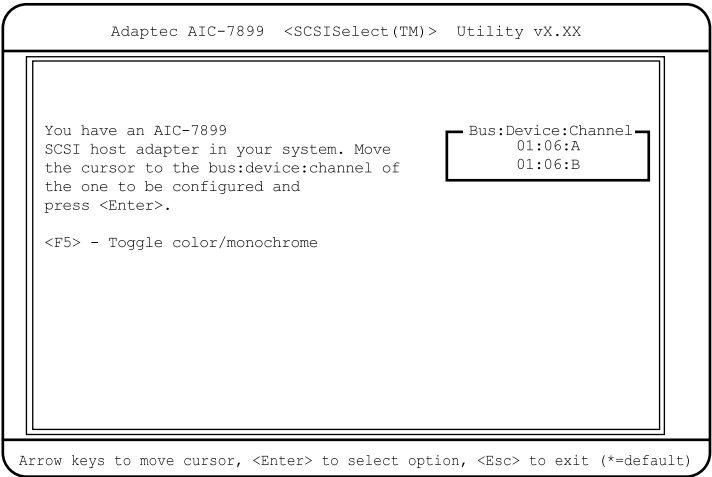 Adaptec AIC-7899 <SCSISelect(TM)> Utility vX.XX
You have an AIC-7899
SCSI host adapter in your system. Move
the cursor to the bus:device:channel of
the one to be configured and
press <Enter>.
<F5> - Toggle color/monochrome
Bus:Device:Channel
01:06:A
01:06:B
Arrow keys to move cursor, <Enter> to select option, <Esc> to exit (*=default)